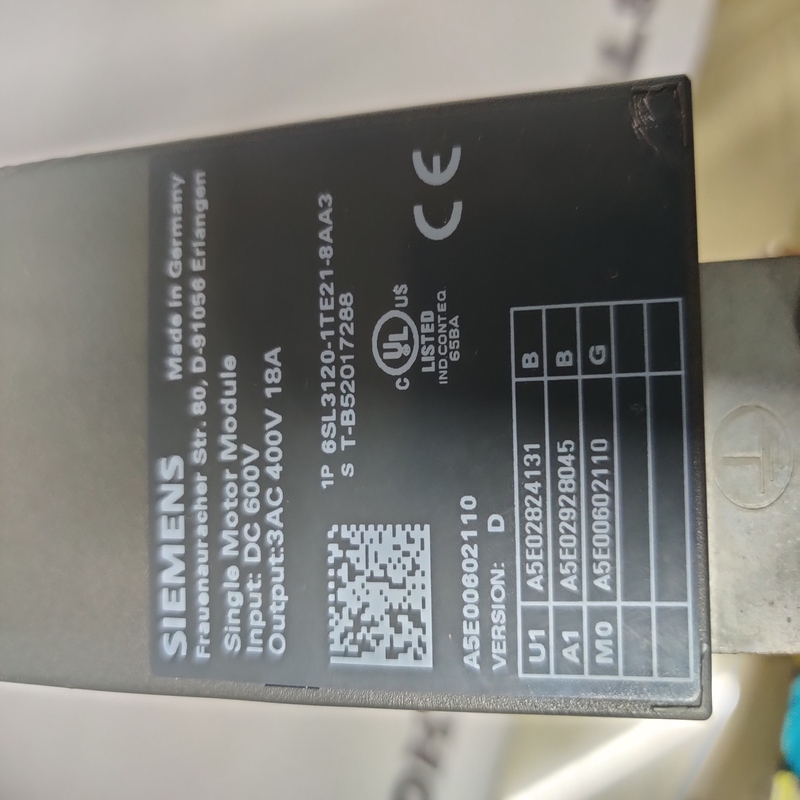 SIEMENS
Made in Germany
Frauenauracher Str. 80, D-91056 Erlangen
Single Motor Module
Input: DC 600V
Output:3AC 400V 18A
1P 6SL3120-1TE21-8AA3
S T-B52017288
C UL US
LISTED
IND.CONT.EQ.
65BA
CE
A5E00602110
VERSION: D
U1 A5E02824131 B
A1 A5E02928045 B
M0 A5E00602110 G